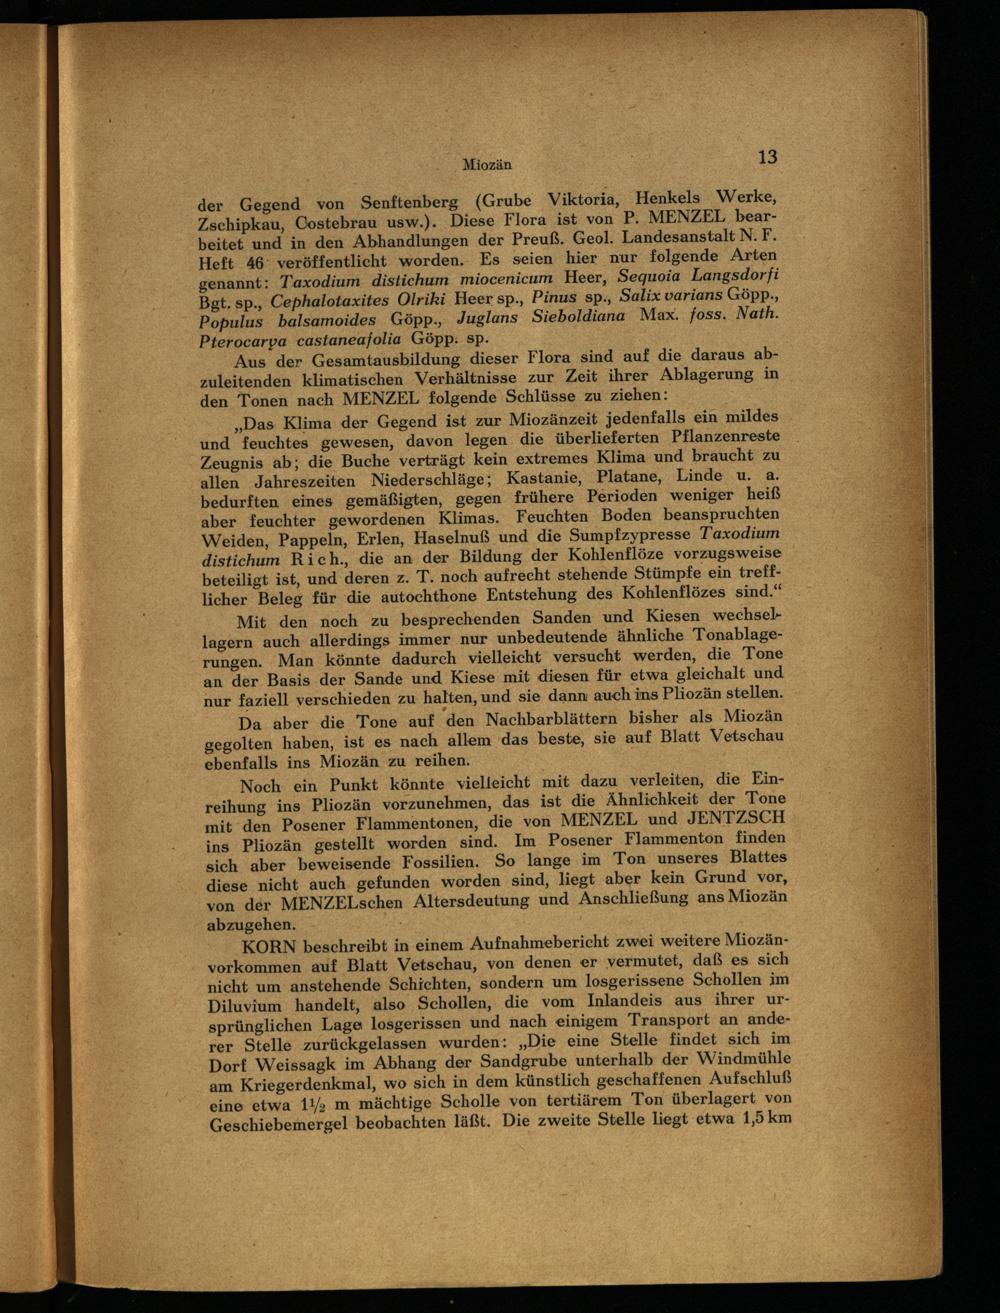 Miozän
13
der Gegend von Senftenberg (Grube Viktoria, Henkels Werke,
Zschipkau, Costebrau usw.). Diese Flora ist von P. MENZEL bear-
beitet und in den Abhandlungen der Preuß. Geol. Landesanstalt N. F.
Heft 46 veröffentlicht worden. Es seien hier nur folgende Arten
genannt: Taxodium distichum miocenicum Heer, Sequoia Langsdorfi
Bgt. sp., Cephalotaxites Olriki Heer sp., Pinus sp., Salix varians Göpp.,
Populus balsamoides Göpp., Juglans Sieboldiana Max. foss. Nath.
Pterocarya castaneafolia Göpp. sp.
Aus der Gesamtausbildung dieser Flora sind auf die daraus ab-
zuleitenden klimatischen Verhältnisse zur Zeit ihrer Ablagerung in
den Tonen nach MENZEL folgende Schlüsse zu ziehen:
„Das Klima der Gegend ist zur Miozänzeit jedenfalls ein mildes
und feuchtes gewesen, davon legen die überlieferten Pflanzenreste
Zeugnis ab; die Buche verträgt kein extremes Klima und braucht zu
allen Jahreszeiten Niederschläge; Kastanie, Platane, Linde u. a.
bedurften eines gemäßigten, gegen frühere Perioden weniger heiß
aber feuchter gewordenen Klimas. Feuchten Boden beanspruchten
Weiden, Pappeln, Erlen, Haselnuß und die Sumpfzypresse Taxodium
distichum Rich., die an der Bildung der Kohlenflöze vorzugsweise
beteiligt ist, und deren z. T. noch aufrecht stehende Stümpfe ein treff-
licher Beleg für die autochthone Entstehung des Kohlenflözes sind.“
Mit den noch zu besprechenden Sanden und Kiesen wechsel-
lagern auch allerdings immer nur unbedeutende ähnliche Tonablage-
rungen. Man könnte dadurch vielleicht versucht werden, die Tone
an der Basis der Sande und Kiese mit diesen für etwa gleichalt und
nur faziell verschieden zu halten, und sie dann auch ins Pliozän stellen.
Da aber die Tone auf den Nachbarblättern bisher als Miozän
gegolten haben, ist es nach allem das beste, sie auf Blatt Vetschau
ebenfalls ins Miozän zu reihen.
Noch ein Punkt könnte vielleicht mit dazu verleiten, die Ein-
reihung ins Pliozän vorzunehmen, das ist die Ähnlichkeit der Tone
mit den Posener Flammentonen, die von MENZEL und JENTZSCH
ins Pliozän gestellt worden sind. Im Posener Flammenton finden
sich aber beweisende Fossilien. So lange im Ton unseres Blattes
diese nicht auch gefunden worden sind, liegt aber kein Grund vor,
von der MENZELschen Altersdeutung und Anschließung ans Miozän
abzugehen.
KORN beschreibt in einem Aufnahmebericht zwei weitere Miozän-
vorkommen auf Blatt Vetschau, von denen er vermutet, daß es sich
nicht um anstehende Schichten, sondern um losgerissene Schollen im
Diluvium handelt, also Schollen, die vom Inlandeis aus ihrer ur-
sprünglichen Lage losgerissen und nach einigem Transport an ande-
rer Stelle zurückgelassen wurden: „Die eine Stelle findet sich im
Dorf Weissagk im Abhang der Sandgrube unterhalb der Windmühle
am Kriegerdenkmal, wo sich in dem künstlich geschaffenen Aufschluß
eine etwa 1½ m mächtige Scholle von tertiärem Ton überlagert von
Geschiebemergel beobachten läßt. Die zweite Stelle liegt etwa 1,5 km